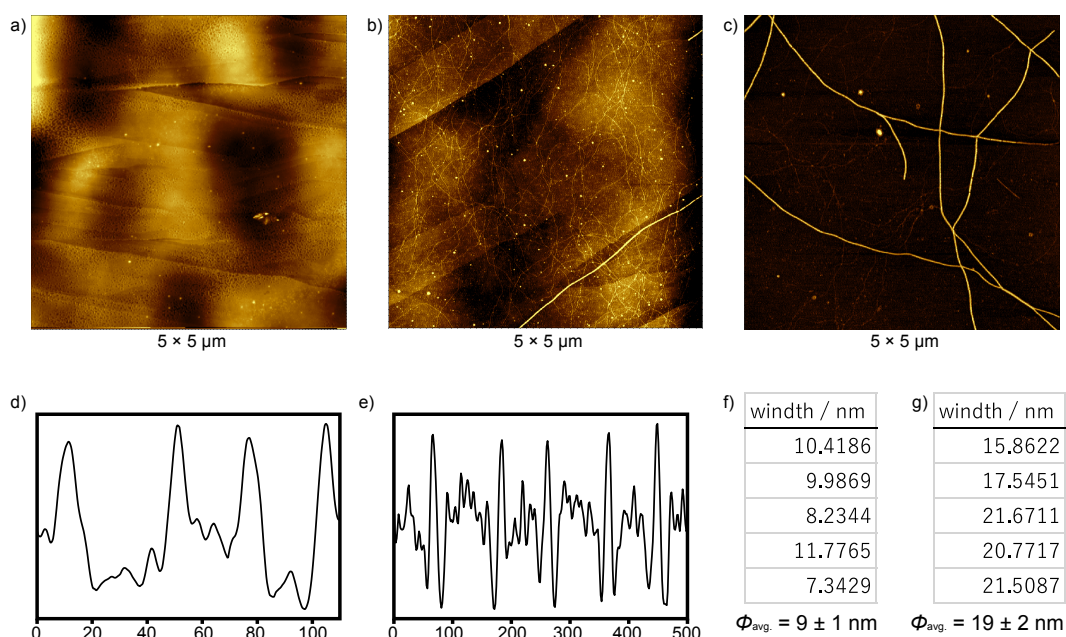 a)
b)
c)
5 × 5 μm
5 × 5 μm
5 × 5 μm
d)
e)
f)
g)
0 20 40 60 80 100
0 100 200 300 400 500
windth / nm
10.4186
9.9869
8.2344
11.7765
7.3429
Φavg. = 9 ± 1 nm
windth / nm
15.8622
17.5451
21.6711
20.7717
21.5087
Φavg. = 19 ± 2 nm